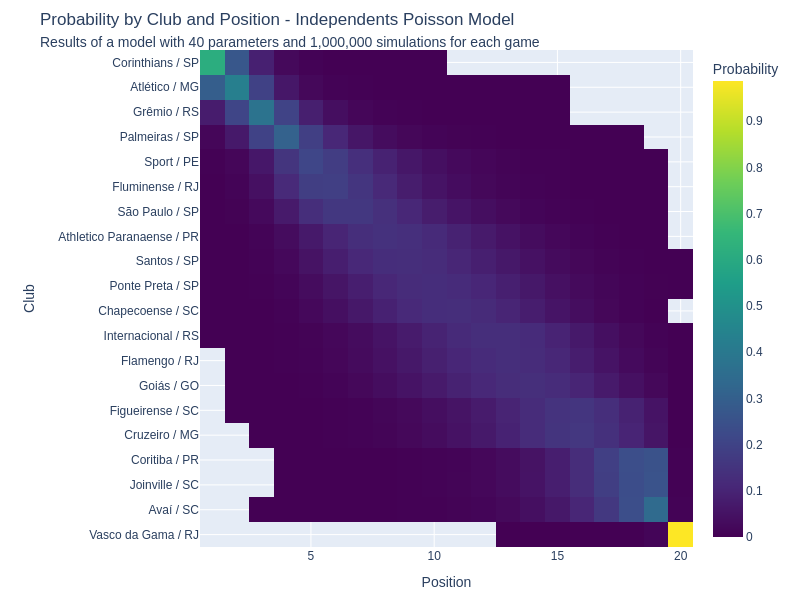 Probability by Club and Position - Independents Poisson Model
Results of a model with 40 parameters and 1,000,000 simulations for each game
Probability
Corinthians / SP
Atlético / MG
Grêmio / RS
Palmeiras / SP
Sport / PE
Fluminense / RJ
São Paulo / SP
Athletico Paranaense / PR
Santos / SP
Ponte Preta / SP
Chapecoense / SC
Internacional / RS
Flamengo / RJ
Goiás / GO
Figueirense / SC
Cruzeiro / MG
Coritiba / PR
Joinville / SC
Avaí / SC
Vasco da Gama / RJ
Club
5
10
15
20
Position
0.9
0.8
0.7
0.6
0.5
0.4
0.3
0.2
0.1
0